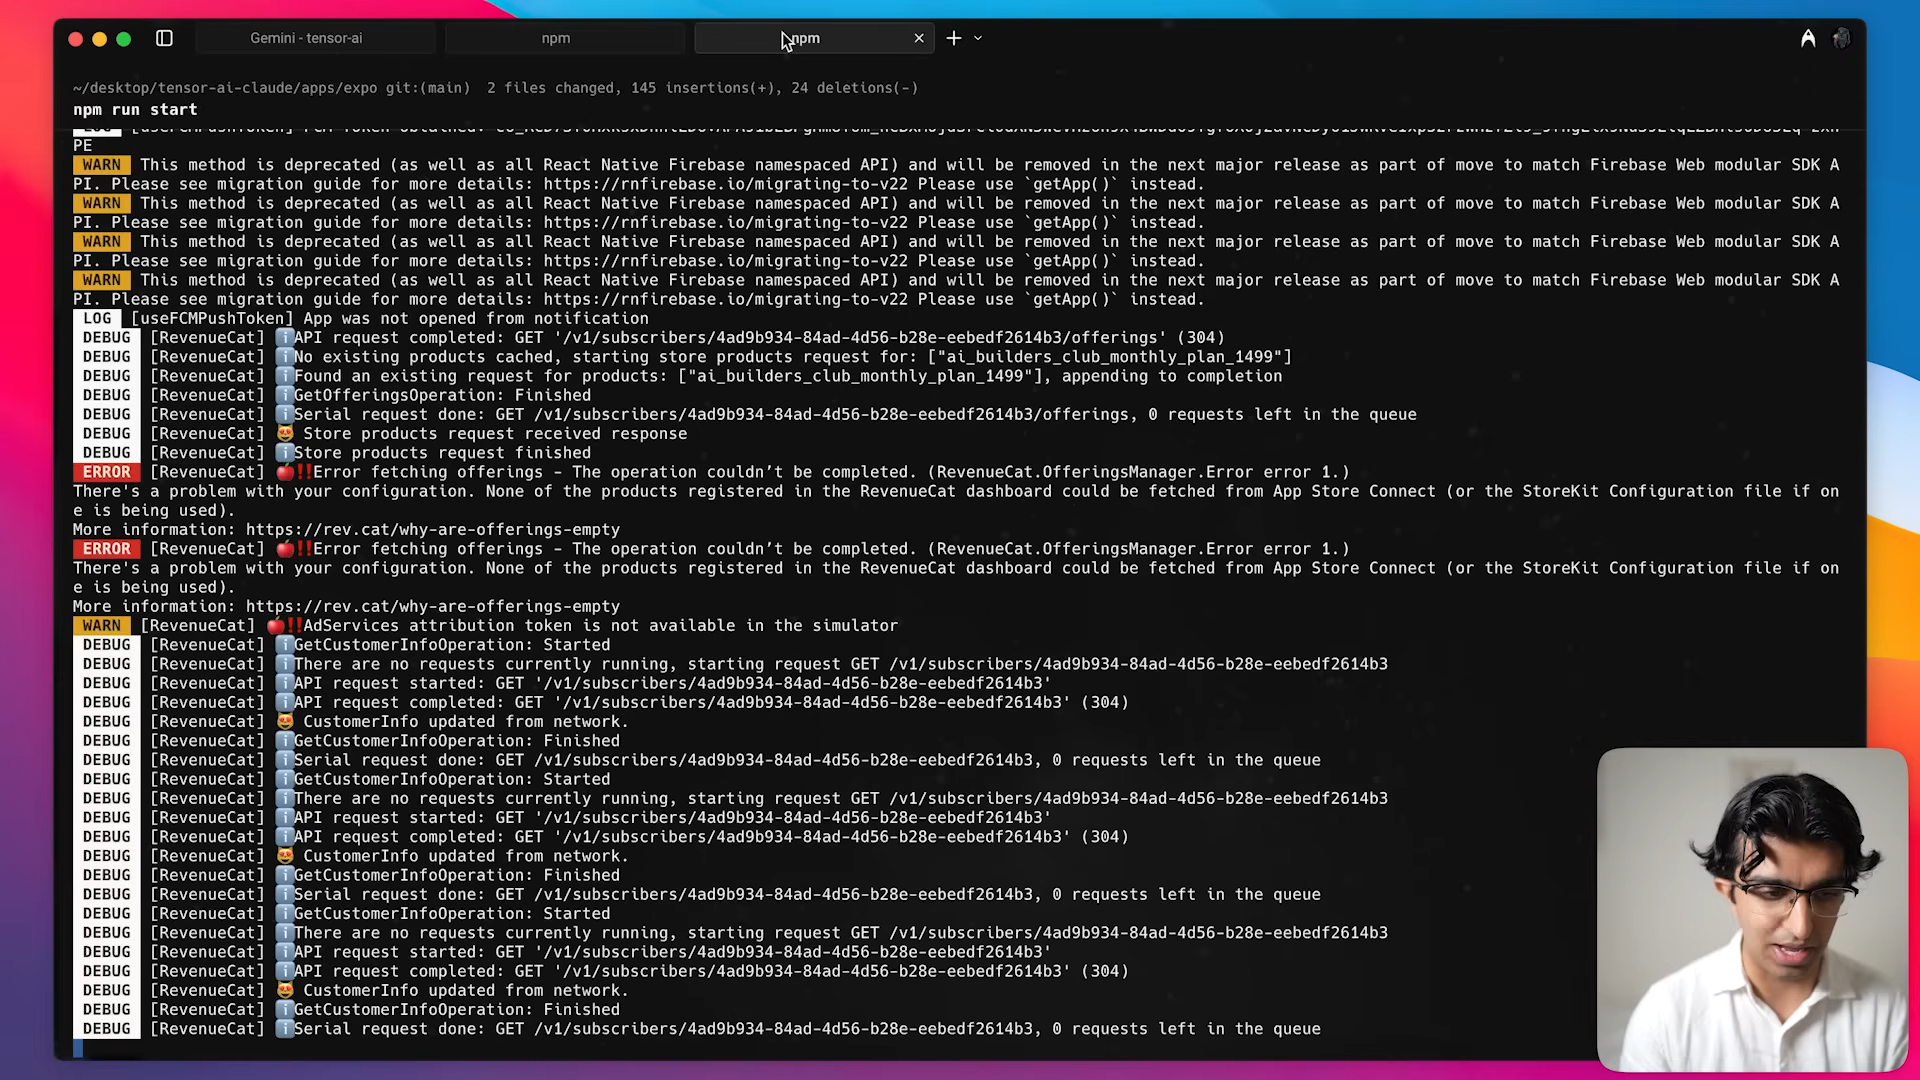 Gemini - tensor-ai
npm
npm
~/desktop/tensor-ai-claude/apps/expo git:(main) 2 files changed, 145 insertions(+), 24 deletions(-)
npm run start
PE
WARN This method is deprecated (as well as all React Native Firebase namespaced API) and will be removed in the next major release as part of move to match Firebase Web modular SDK A
PI. Please see migration guide for more details: https://rnfirebase.io/migrating-to-v22 Please use `getApp()` instead.
WARN This method is deprecated (as well as all React Native Firebase namespaced API) and will be removed in the next major release as part of move to match Firebase Web modular SDK A
PI. Please see migration guide for more details: https://rnfirebase.io/migrating-to-v22 Please use `getApp()` instead.
WARN This method is deprecated (as well as all React Native Firebase namespaced API) and will be removed in the next major release as part of move to match Firebase Web modular SDK A
PI. Please see migration guide for more details: https://rnfirebase.io/migrating-to-v22 Please use `getApp()` instead.
WARN This method is deprecated (as well as all React Native Firebase namespaced API) and will be removed in the next major release as part of move to match Firebase Web modular SDK A
PI. Please see migration guide for more details: https://rnfirebase.io/migrating-to-v22 Please use `getApp()` instead.
LOG [useFCMPushToken] App was not opened from notification
DEBUG [RevenueCat] ℹ️API request completed: GET '/v1/subscribers/4ad9b934-84ad-4d56-b28e-eebedf2614b3/offerings' (304)
DEBUG [RevenueCat] ℹ️No existing products cached, starting store products request for: ["ai_builders_club_monthly_plan_1499"]
DEBUG [RevenueCat] ℹ️Found an existing request for products: ["ai_builders_club_monthly_plan_1499"], appending to completion
DEBUG [RevenueCat] ℹ️GetOfferingsOperation: Finished
DEBUG [RevenueCat] ℹ️Serial request done: GET /v1/subscribers/4ad9b934-84ad-4d56-b28e-eebedf2614b3/offerings, 0 requests left in the queue
DEBUG [RevenueCat] 😻 Store products request received response
DEBUG [RevenueCat] ℹ️Store products request finished
ERROR [RevenueCat] 🍎‼️Error fetching offerings - The operation couldn’t be completed. (RevenueCat.OfferingsManager.Error error 1.)
There's a problem with your configuration. None of the products registered in the RevenueCat dashboard could be fetched from App Store Connect (or the StoreKit Configuration file if on
e is being used).
More information: https://rev.cat/why-are-offerings-empty
ERROR [RevenueCat] 🍎‼️Error fetching offerings - The operation couldn’t be completed. (RevenueCat.OfferingsManager.Error error 1.)
There's a problem with your configuration. None of the products registered in the RevenueCat dashboard could be fetched from App Store Connect (or the StoreKit Configuration file if on
e is being used).
More information: https://rev.cat/why-are-offerings-empty
WARN [RevenueCat] 🍎‼️AdServices attribution token is not available in the simulator
DEBUG [RevenueCat] ℹ️GetCustomerInfoOperation: Started
DEBUG [RevenueCat] ℹ️There are no requests currently running, starting request GET /v1/subscribers/4ad9b934-84ad-4d56-b28e-eebedf2614b3
DEBUG [RevenueCat] ℹ️API request started: GET '/v1/subscribers/4ad9b934-84ad-4d56-b28e-eebedf2614b3'
DEBUG [RevenueCat] ℹ️API request completed: GET '/v1/subscribers/4ad9b934-84ad-4d56-b28e-eebedf2614b3' (304)
DEBUG [RevenueCat] 😻 CustomerInfo updated from network.
DEBUG [RevenueCat] ℹ️GetCustomerInfoOperation: Finished
DEBUG [RevenueCat] ℹ️Serial request done: GET /v1/subscribers/4ad9b934-84ad-4d56-b28e-eebedf2614b3, 0 requests left in the queue
DEBUG [RevenueCat] ℹ️GetCustomerInfoOperation: Started
DEBUG [RevenueCat] ℹ️There are no requests currently running, starting request GET /v1/subscribers/4ad9b934-84ad-4d56-b28e-eebedf2614b3
DEBUG [RevenueCat] ℹ️API request started: GET '/v1/subscribers/4ad9b934-84ad-4d56-b28e-eebedf2614b3'
DEBUG [RevenueCat] ℹ️API request completed: GET '/v1/subscribers/4ad9b934-84ad-4d56-b28e-eebedf2614b3' (304)
DEBUG [RevenueCat] 😻 CustomerInfo updated from network.
DEBUG [RevenueCat] ℹ️GetCustomerInfoOperation: Finished
DEBUG [RevenueCat] ℹ️Serial request done: GET /v1/subscribers/4ad9b934-84ad-4d56-b28e-eebedf2614b3, 0 requests left in the queue
DEBUG [RevenueCat] ℹ️GetCustomerInfoOperation: Started
DEBUG [RevenueCat] ℹ️There are no requests currently running, starting request GET /v1/subscribers/4ad9b934-84ad-4d56-b28e-eebedf2614b3
DEBUG [RevenueCat] ℹ️API request started: GET '/v1/subscribers/4ad9b934-84ad-4d56-b28e-eebedf2614b3'
DEBUG [RevenueCat] ℹ️API request completed: GET '/v1/subscribers/4ad9b934-84ad-4d56-b28e-eebedf2614b3' (304)
DEBUG [RevenueCat] 😻 CustomerInfo updated from network.
DEBUG [RevenueCat] ℹ️GetCustomerInfoOperation: Finished
DEBUG [RevenueCat] ℹ️Serial request done: GET /v1/subscribers/4ad9b934-84ad-4d56-b28e-eebedf2614b3, 0 requests left in the queue